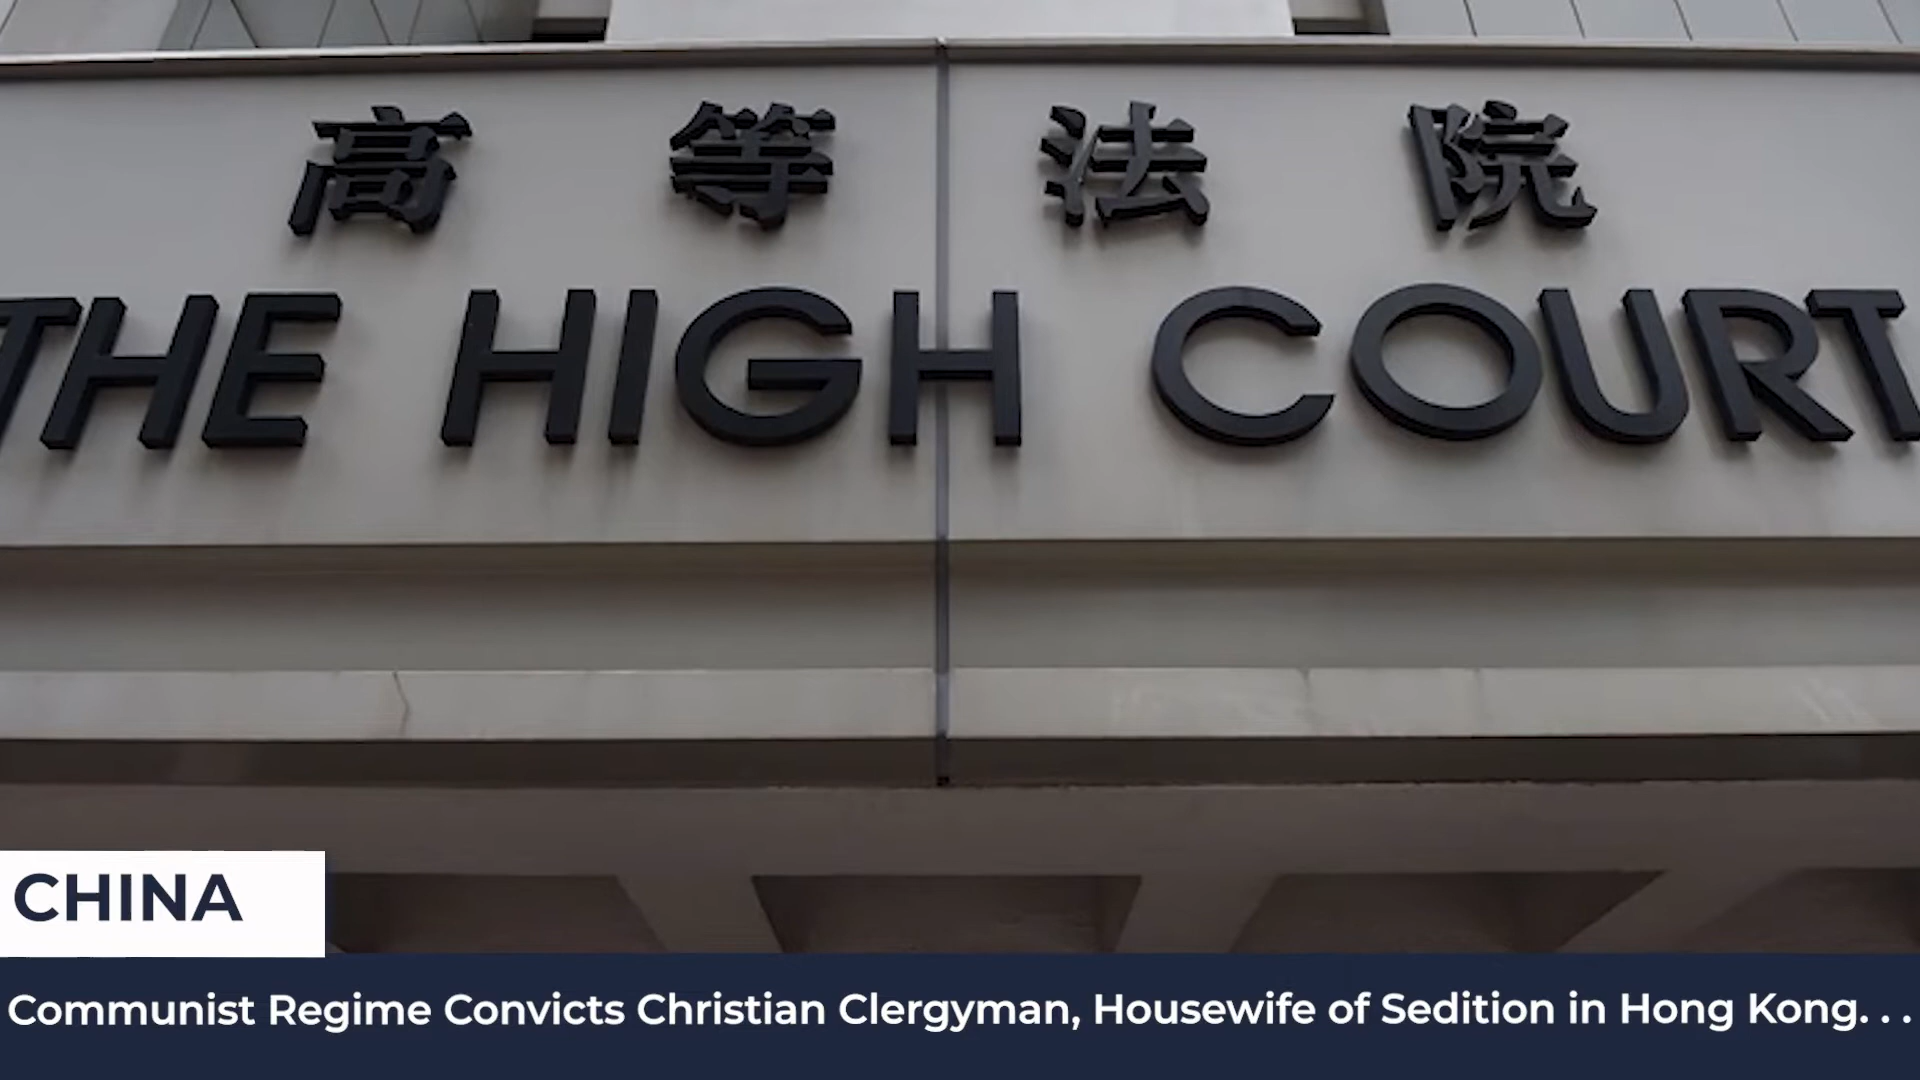 高等法院
THE HIGH COURT
CHINA
Communist Regime Convicts Christian Clergyman, Housewife of Sedition in Hong Kong. . .